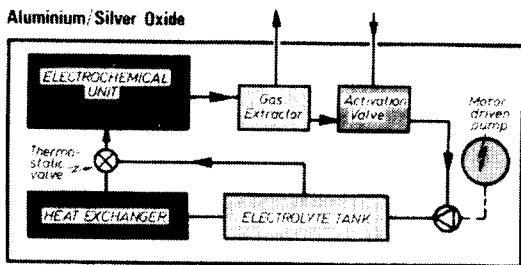 Aluminium/Silver Oxide
ELECTROCHEMICAL
UNIT
Gas
Extractor
Activation
Valve
Motor
driven
pump
Thermo-
static
valve
HEAT EXCHANGER
ELECTROLYTE TANK